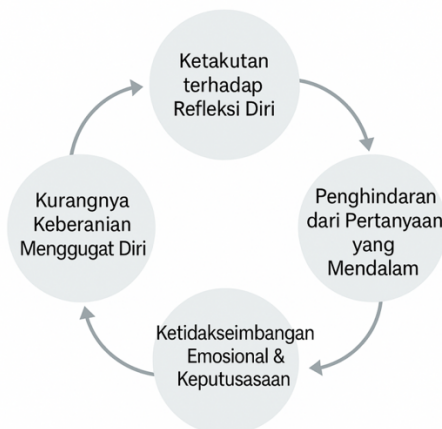 Ketakutan
terhadap
Refleksi Diri
Penghindaran
dari Pertanyaan
yang
Mendalam
Ketidakseimbangan
Emosional &
Keputusasaan
Kurangnya
Keberanian
Menggugat Diri